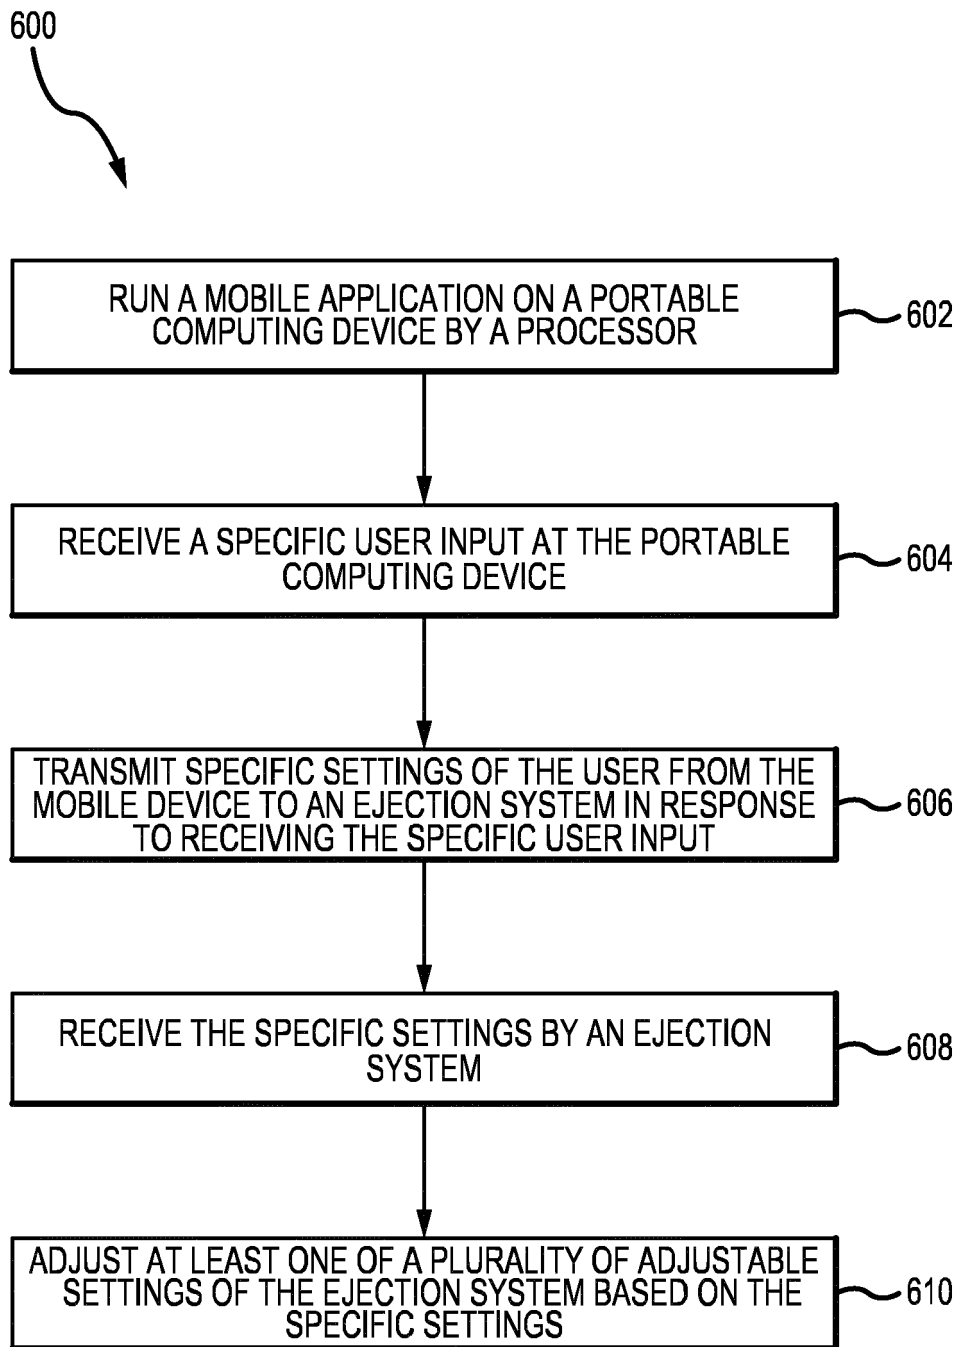 600
RUN A MOBILE APPLICATION ON A PORTABLE
COMPUTING DEVICE BY A PROCESSOR
602
RECEIVE A SPECIFIC USER INPUT AT THE PORTABLE
COMPUTING DEVICE
604
TRANSMIT SPECIFIC SETTINGS OF THE USER FROM THE
MOBILE DEVICE TO AN EJECTION SYSTEM IN RESPONSE
TO RECEIVING THE SPECIFIC USER INPUT
606
RECEIVE THE SPECIFIC SETTINGS BY AN EJECTION
SYSTEM
608
ADJUST AT LEAST ONE OF A PLURALITY OF ADJUSTABLE
SETTINGS OF THE EJECTION SYSTEM BASED ON THE
SPECIFIC SETTINGS
610